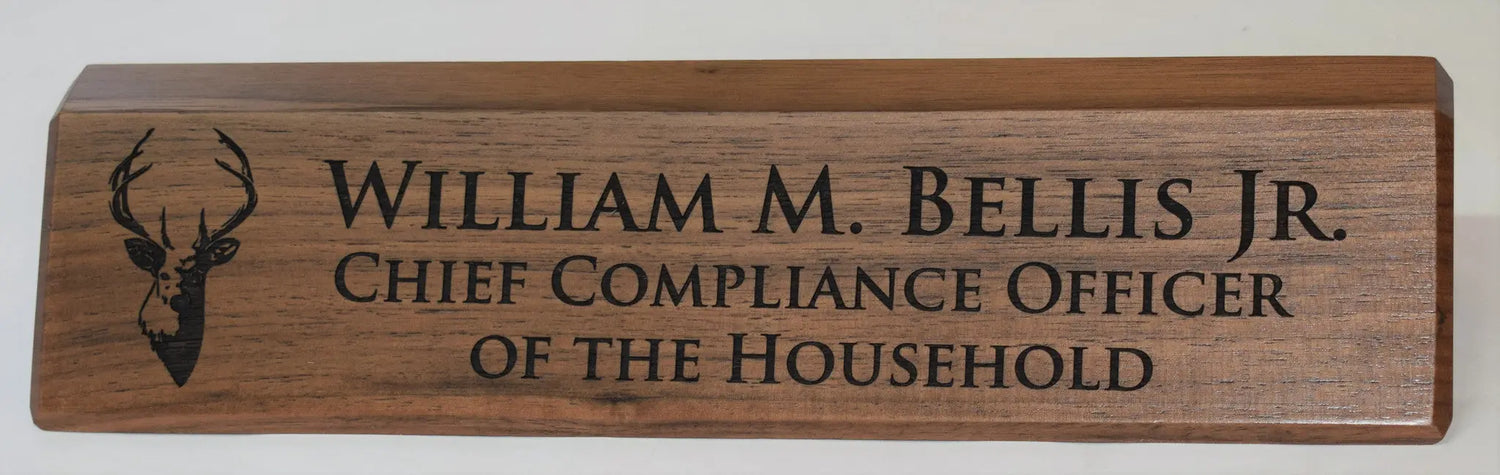 William M. Bellis Jr.
Chief Compliance Officer
of the Household